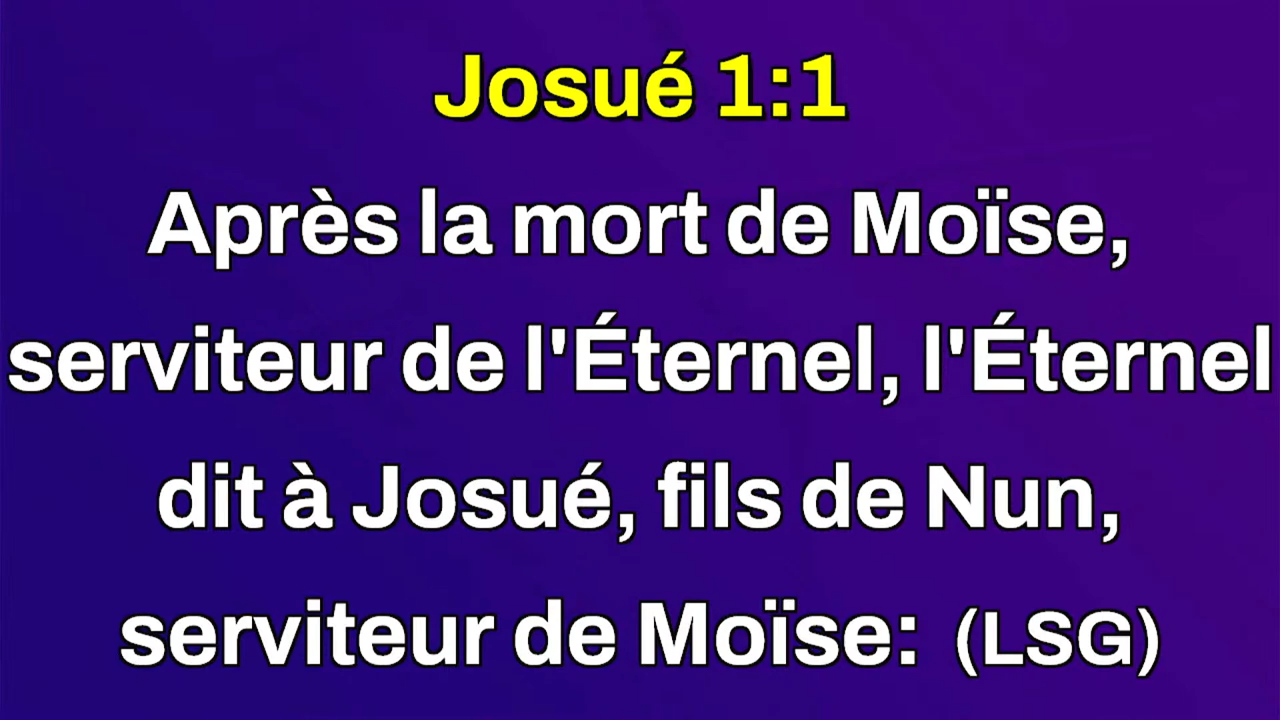 Josué 1:1
Après la mort de Moïse,
serviteur de l'Éternel, l'Éternel
dit à Josué, fils de Nun,
serviteur de Moïse: (LSG)